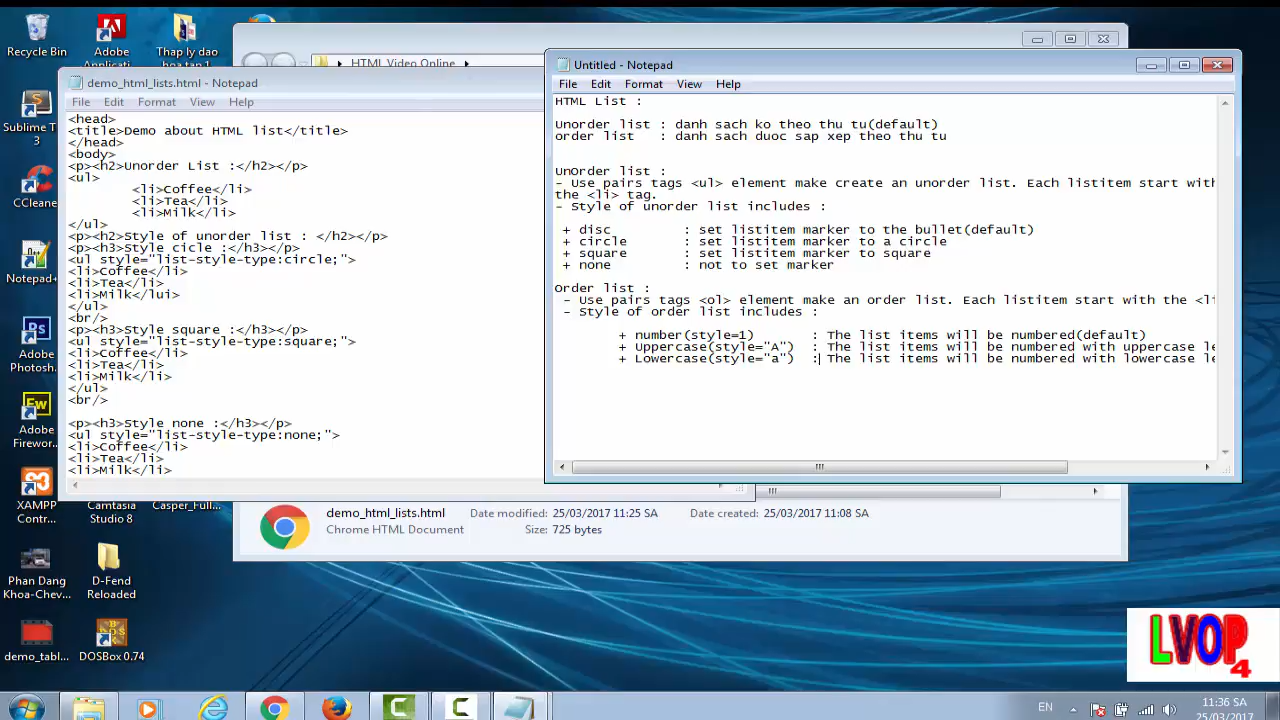 Recycle Bin
Adobe
Applicati...
Thap ly dao
hoa tan 1
Sublime T
3
CCleane
Notepad+
Adobe
Photosh...
Adobe
Firewor...
XAMPP
Contr...
Camtasia
Studio 8
Casper_Full...
Phan Dang
Khoa-Chev...
D-Fend
Reloaded
demo_tabl...
DOSBox 0.74
HTML Video Online
demo_html_lists.html - Notepad
File Edit Format View Help
<head>
<title>Demo about HTML list</title>
</head>
<body>
<p><h2>Unorder List :</h2></p>
<ul>
<li>Coffee</li>
<li>Tea</li>
<li>Milk</li>
</ul>
<p><h2>Style of unorder list : </h2></p>
<p><h3>Style cicle :</h3></p>
<ul style="list-style-type:circle;">
<li>Coffee</li>
<li>Tea</li>
<li>Milk</lui>
</ul>
<br/>
<p><h3>Style square :</h3></p>
<ul style="list-style-type:square;">
<li>Coffee</li>
<li>Tea</li>
<li>Milk</li>
</ul>
<br/>
<p><h3>Style none :</h3></p>
<ul style="list-style-type:none;">
<li>Coffee</li>
<li>Tea</li>
<li>Milk</li>
Untitled - Notepad
File Edit Format View Help
HTML List :
Unorder list : danh sach ko theo thu tu(default)
order list : danh sach duoc sap xep theo thu tu
UnOrder list :
- Use pairs tags <ul> element make create an unorder list. Each listitem start with
the <li> tag.
- Style of unorder list includes :
+ disc : set listitem marker to the bullet(default)
+ circle : set listitem marker to a circle
+ square : set listitem marker to square
+ none : not to set marker
Order list :
- Use pairs tags <ol> element make an order list. Each listitem start with the <l
- Style of order list includes :
+ number(style=1) : The list items will be numbered(default)
+ Uppercase(style="A") : The list items will be numbered with uppercase le
+ Lowercase(style="a") : The list items will be numbered with lowercase le
demo_html_lists.html Date modified: 25/03/2017 11:25 SA Date created: 25/03/2017 11:08 SA
Chrome HTML Document Size: 725 bytes
LVOP
4
EN
11:36 SA
25/03/2017